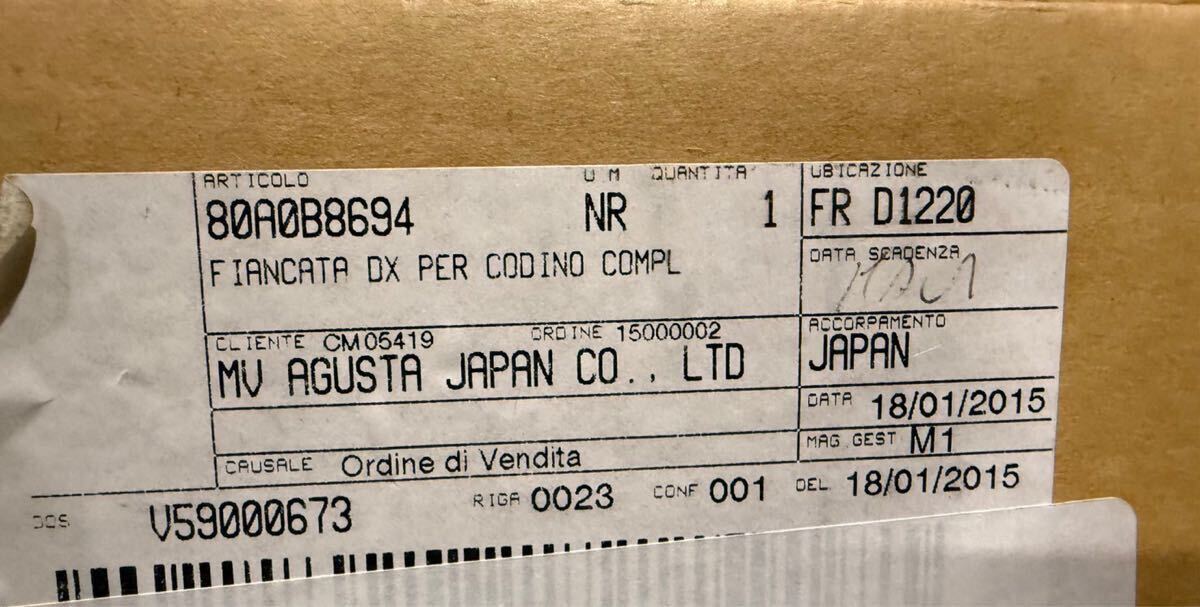 ARTICOLO U M QUANTITA' UBICAZIONE
80A0B8694 NR 1 FR D1220
FIANCATA DX PER CODINO COMPL
DATA SCADENZA
CLIENTE CM05419 ORDINE 15000002 ACCORPAMENTO
MV AGUSTA JAPAN CO., LTD JAPAN
DATA 18/01/2015
MAG.GEST M1
CAUSALE Ordine di Vendita
V59000673 RIGA 0023 CONF 001 DEL 18/01/2015